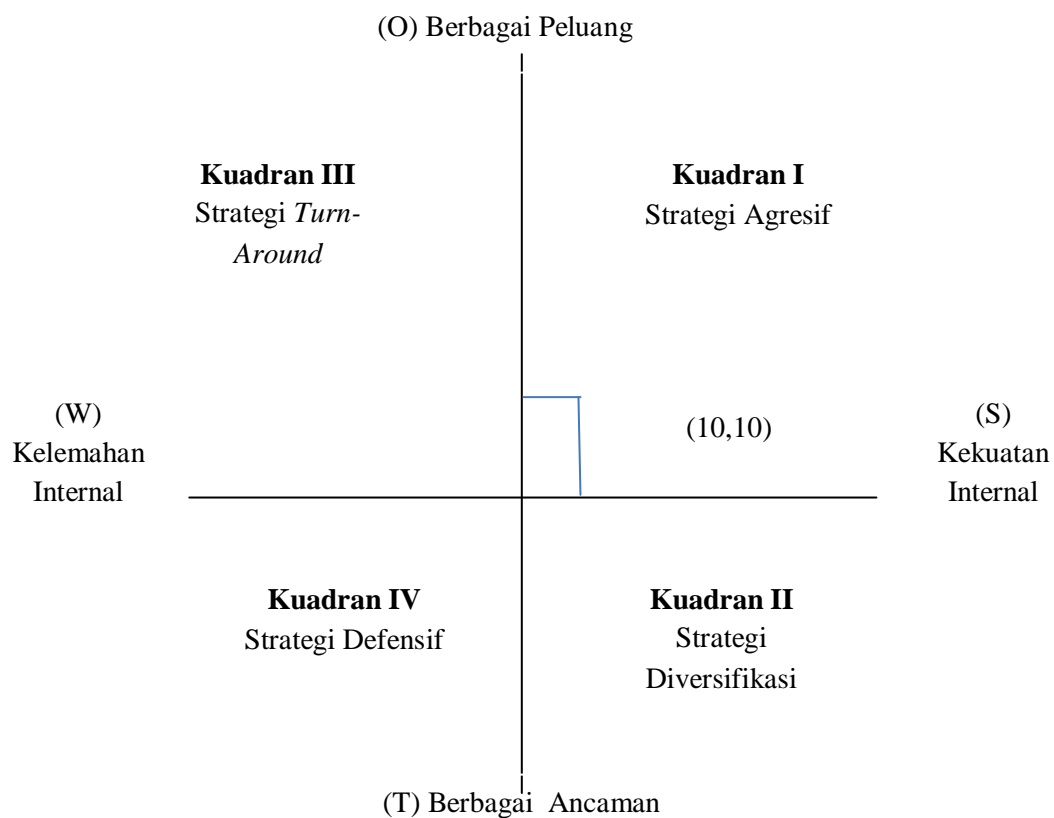 (O) Berbagai Peluang
Kuadran III
Strategi Turn-
Around
Kuadran I
Strategi Agresif
(W)
Kelemahan
Internal
(10,10)
(S)
Kekuatan
Internal
Kuadran IV
Strategi Defensif
Kuadran II
Strategi
Diversifikasi
(T) Berbagai Ancaman